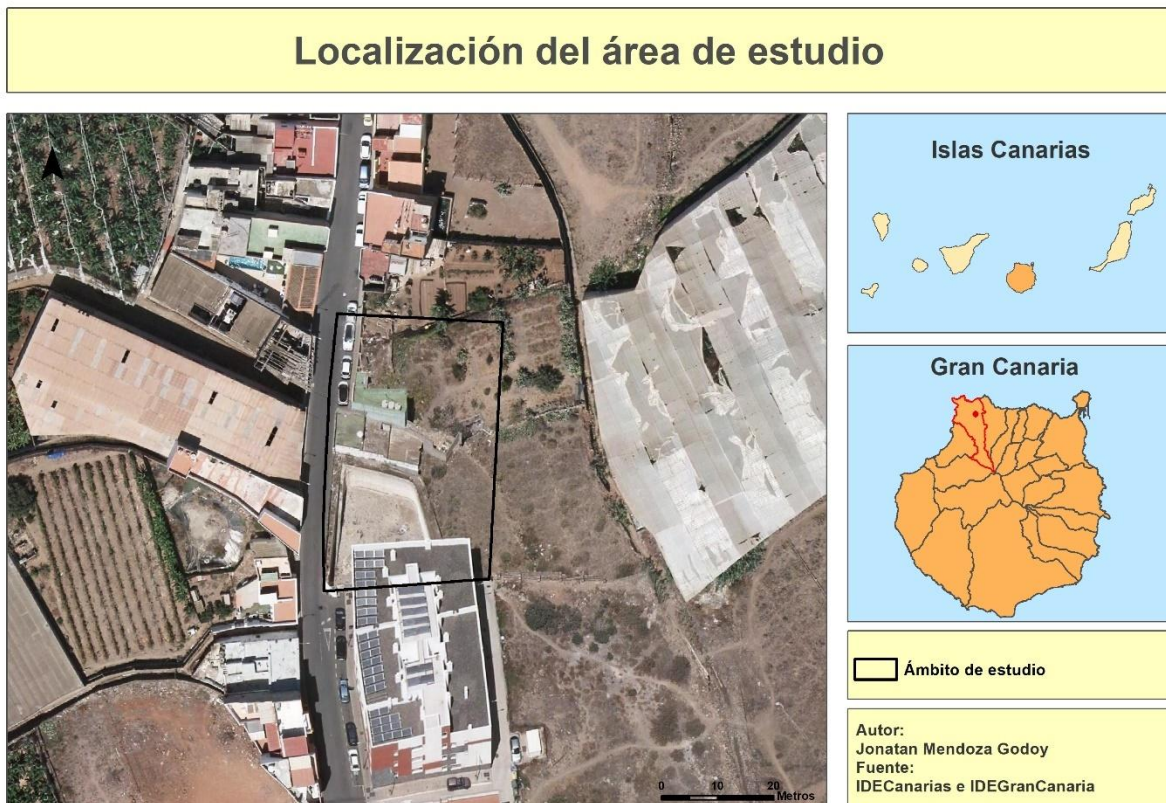 Localización del área de estudio
Islas Canarias
Gran Canaria
Ámbito de estudio
Autor:
Jonatan Mendoza Godoy
Fuente:
IDECanarias e IDEGranCanaria
0 10 20
Metros